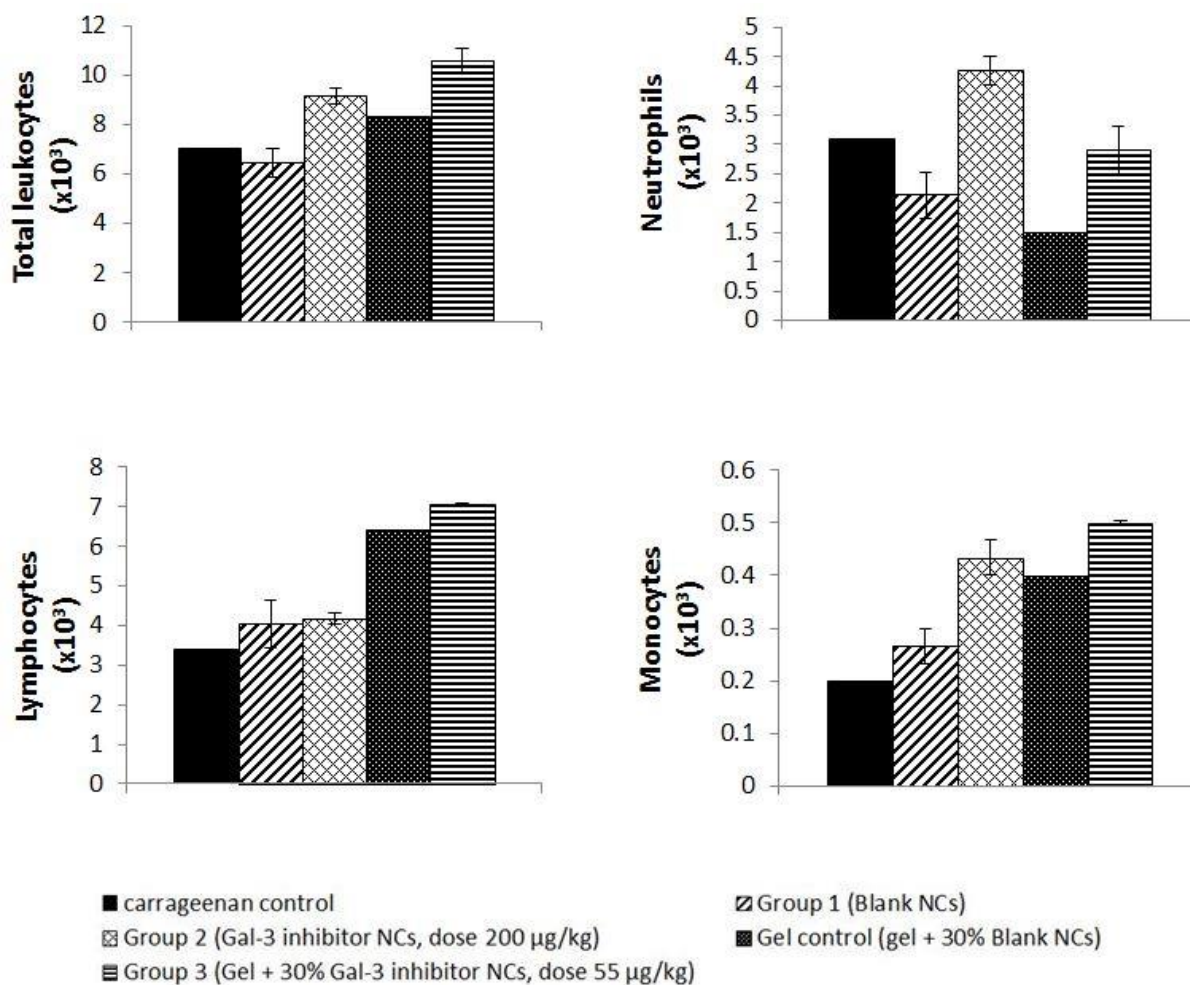 Total leukocytes
(x10³)
12
10
8
6
4
2
0
Neutrophils
(x10³)
5
4.5
4
3.5
3
2.5
2
1.5
1
0.5
0
Lymphocytes
(x10³)
8
7
6
5
4
3
2
1
0
Monocytes
(x10³)
0.6
0.5
0.4
0.3
0.2
0.1
0
carrageenan control
Group 1 (Blank NCs)
Group 2 (Gal-3 inhibitor NCs, dose 200 µg/kg)
Gel control (gel + 30% Blank NCs)
Group 3 (Gel + 30% Gal-3 inhibitor NCs, dose 55 µg/kg)